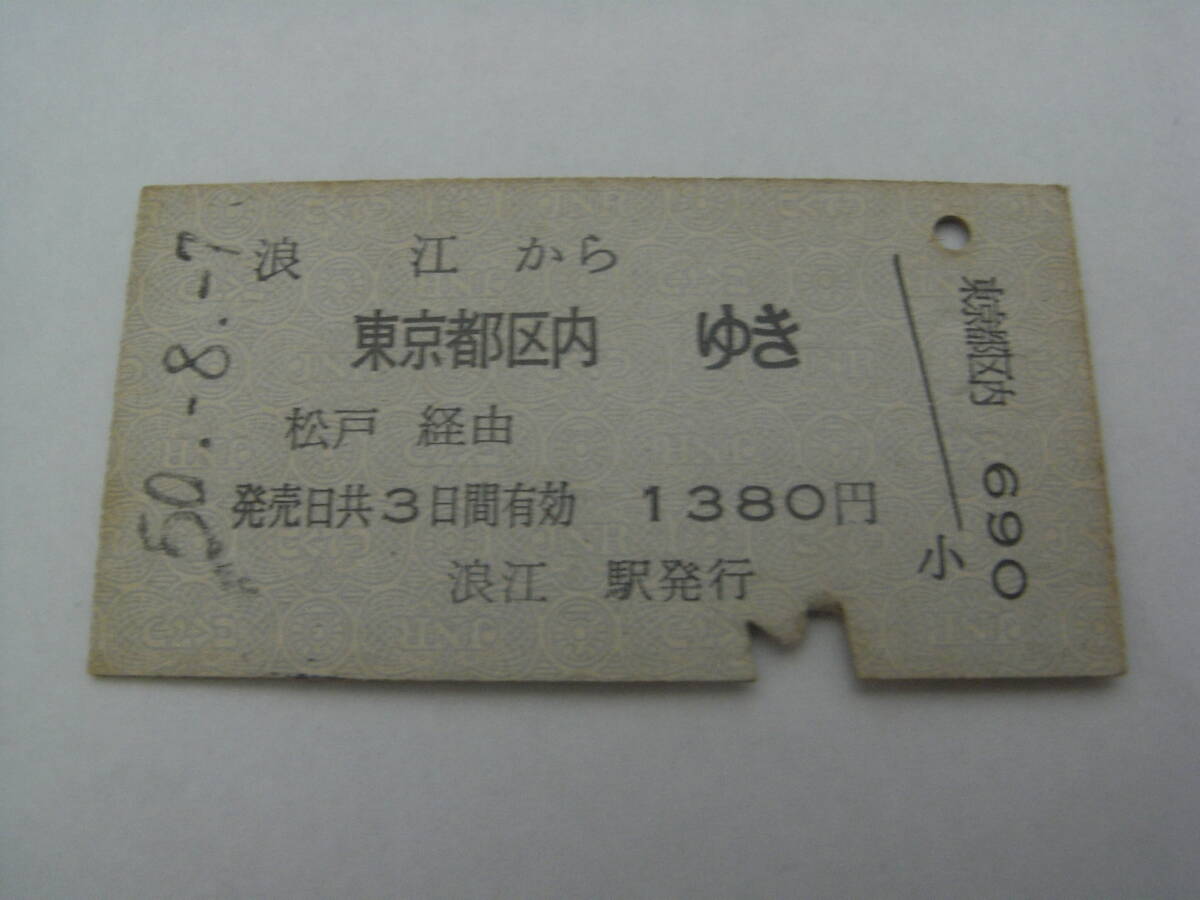 50.-8.-7
浪江から
東京都区内 ゆき
松戸 経由
発売日共3日間有効 1380円
浪江 駅発行
小
東京都区内 690